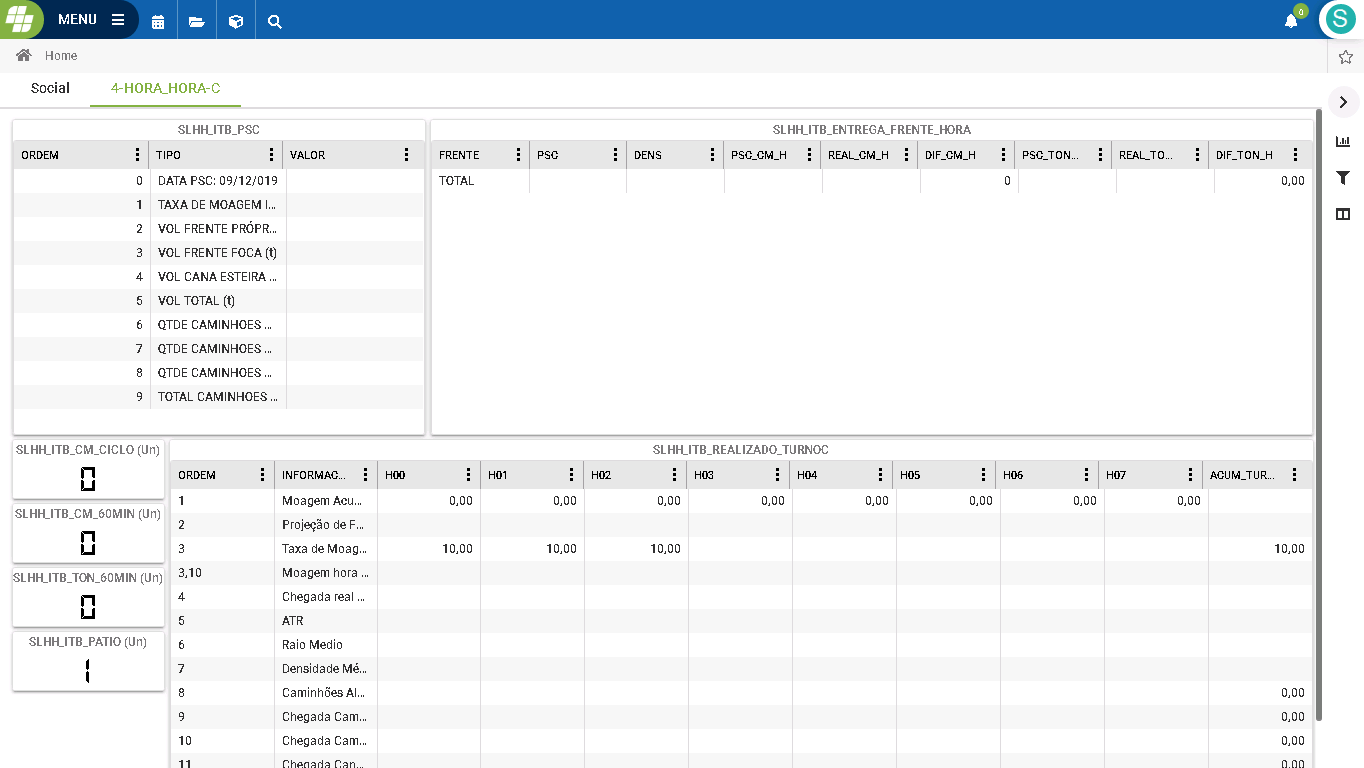 MENU
0
S
Home
Social 4-HORA_HORA-C
SLHH_ITB_PSC
ORDEM TIPO VALOR
0 DATA PSC: 09/12/019
1 TAXA DE MOAGEM I...
2 VOL FRENTE PRÓPR...
3 VOL FRENTE FOCA (t)
4 VOL CANA ESTEIRA ...
5 VOL TOTAL (t)
6 QTDE CAMINHOES ...
7 QTDE CAMINHOES ...
8 QTDE CAMINHOES ...
9 TOTAL CAMINHOES ...
SLHH_ITB_ENTREGA_FRENTE_HORA
FRENTE PSC DENS PSC_CM_H REAL_CM_H DIF_CM_H PSC_TON... REAL_TO... DIF_TON_H
TOTAL 0 0,00
SLHH_ITB_CM_CICLO (Un)
0
SLHH_ITB_CM_60MIN (Un)
0
SLHH_ITB_TON_60MIN (Un)
0
SLHH_ITB_PATIO (Un)
1
SLHH_ITB_REALIZADO_TURNOC
ORDEM INFORMAC... H00 H01 H02 H03 H04 H05 H06 H07 ACUM_TUR...
1 Moagem Acu... 0,00 0,00 0,00 0,00 0,00 0,00 0,00 0,00
2 Projeção de F...
3 Taxa de Moag... 10,00 10,00 10,00 10,00
3,10 Moagem hora ...
4 Chegada real ...
5 ATR
6 Raio Medio
7 Densidade Mé...
8 Caminhões Al... 0,00
9 Chegada Cam... 0,00
10 Chegada Cam... 0,00
11 Chegada Can... 0,00